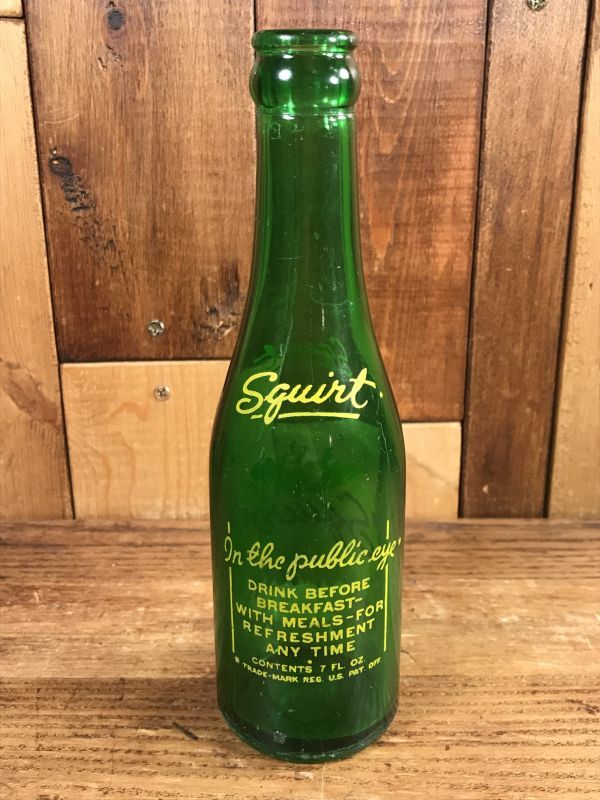 Squirt
In the public eye*
DRINK BEFORE
BREAKFAST-
WITH MEALS-FOR
REFRESHMENT
ANY TIME
CONTENTS 7 FL. OZ.
* TRADE-MARK REG. U.S. PAT. OFF